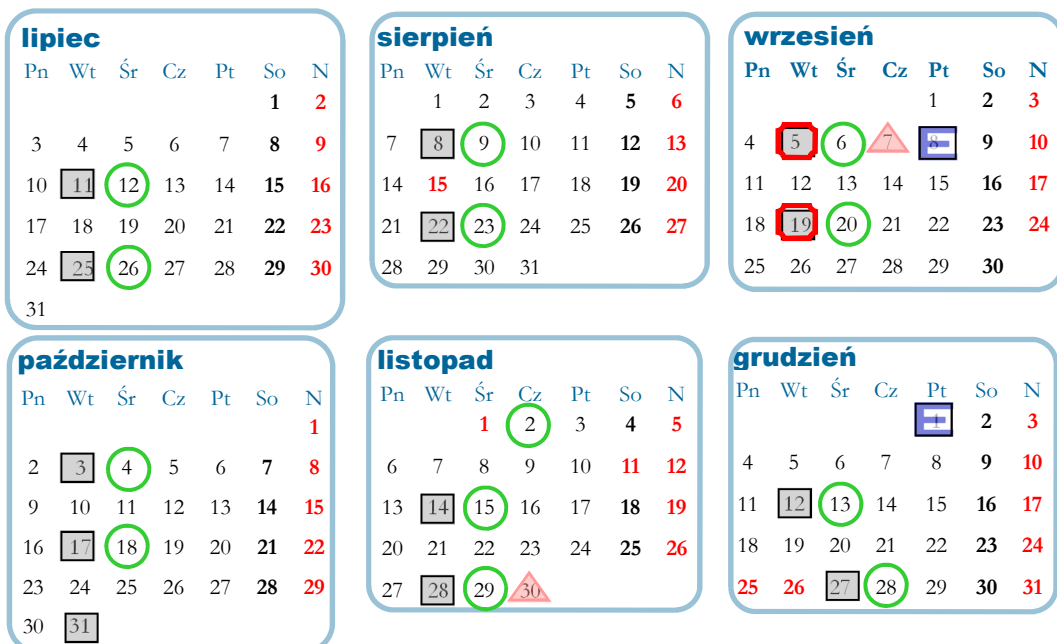 lipiec
Pn Wt Śr Cz Pt So N
1 2
3 4 5 6 7 8 9
10 11 12 13 14 15 16
17 18 19 20 21 22 23
24 25 26 27 28 29 30
31
sierpień
Pn Wt Śr Cz Pt So N
1 2 3 4 5 6
7 8 9 10 11 12 13
14 15 16 17 18 19 20
21 22 23 24 25 26 27
28 29 30 31
wrzesień
Pn Wt Śr Cz Pt So N
1 2 3
4 5 6 7 8 9 10
11 12 13 14 15 16 17
18 19 20 21 22 23 24
25 26 27 28 29 30
październik
Pn Wt Śr Cz Pt So N
1
2 3 4 5 6 7 8
9 10 11 12 13 14 15
16 17 18 19 20 21 22
23 24 25 26 27 28 29
30 31
listopad
Pn Wt Śr Cz Pt So N
1 2 3 4 5
6 7 8 9 10 11 12
13 14 15 16 17 18 19
20 21 22 23 24 25 26
27 28 29 30
grudzień
Pn Wt Śr Cz Pt So N
1 2 3
4 5 6 7 8 9 10
11 12 13 14 15 16 17
18 19 20 21 22 23 24
25 26 27 28 29 30 31